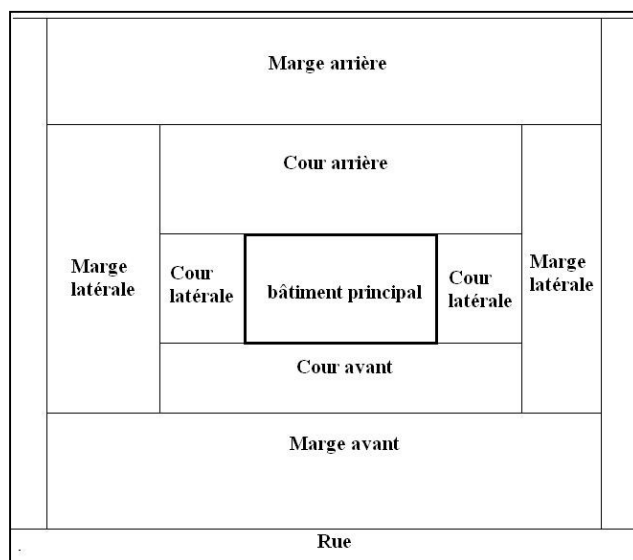 Marge arrière
Cour arrière
Marge
latérale
Cour
latérale
bâtiment principal
Cour
latérale
Marge
latérale
Cour avant
Marge avant
Rue